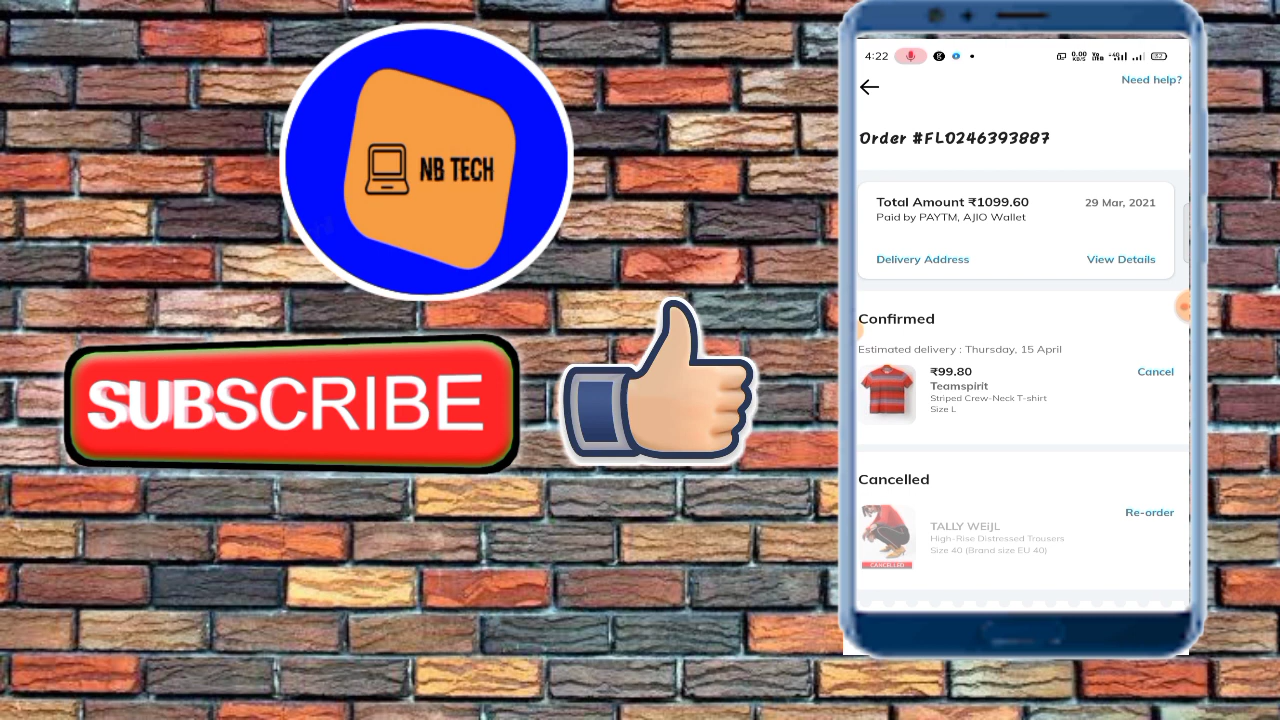 NB TECH
SUBSCRIBE
4:22
Need help?
Order #FL0246393887
Total Amount ₹1099.60
29 Mar, 2021
Paid by PAYTM, AJIO Wallet
Delivery Address
View Details
Confirmed
Estimated delivery : Thursday, 15 April
₹99.80
Cancel
Teamspirit
Striped Crew-Neck T-shirt
Size L
Cancelled
Re-order
TALLY WEiJL
High-Rise Distressed Trousers
Size 40 (Brand size EU 40)
CANCELLED